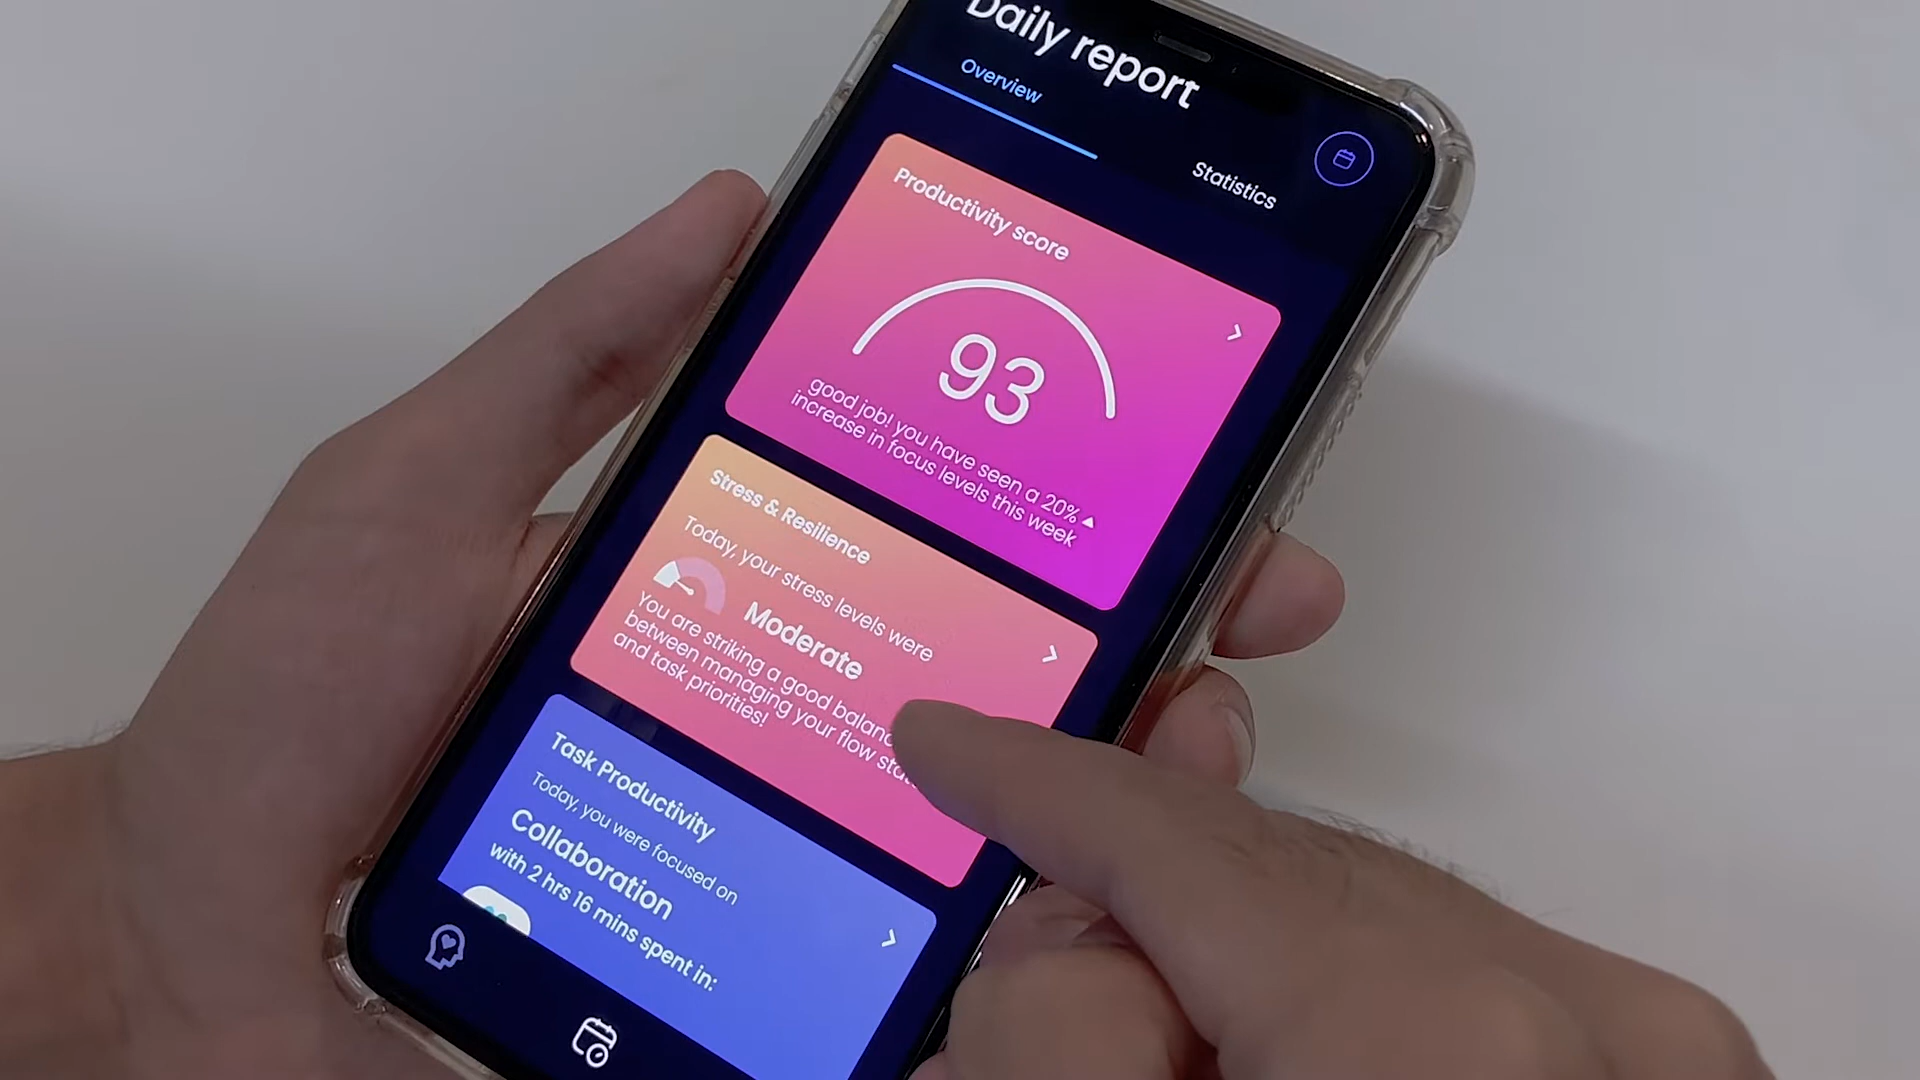 Daily report
Overview
Statistics
Productivity score
93
good job! you have seen a 20%
increase in focus levels this week
Stress & Resilience
Today, your stress levels were
Moderate
You are striking a good
between managing your flow
and task priorities!
Task Productivity
Today, you were focused on
Collaboration
with 2 hrs 16 mins spent in: